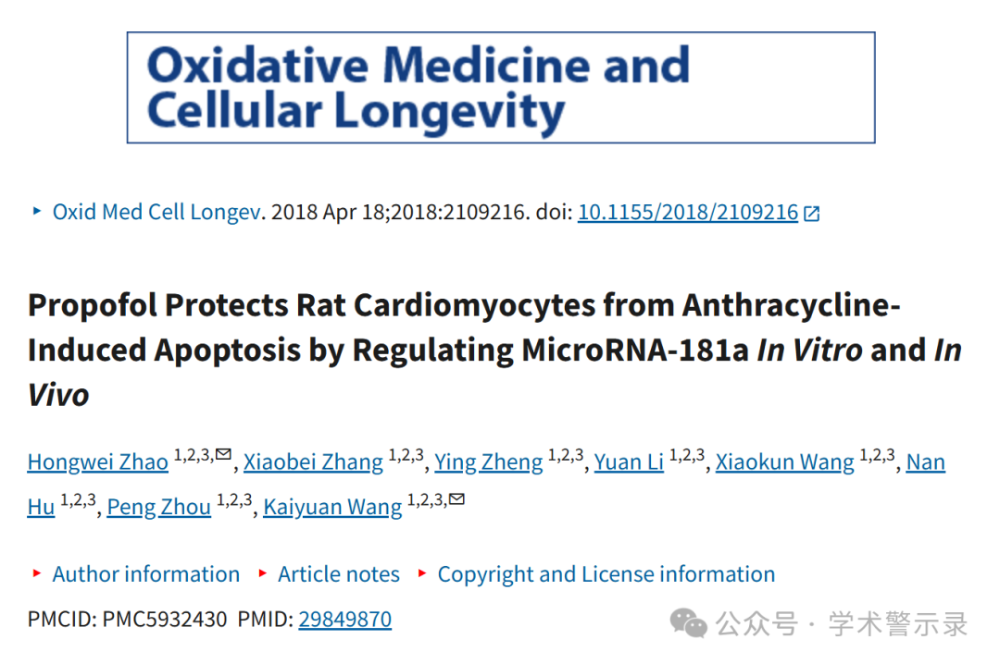 Oxidative Medicine and
Cellular Longevity
Oxid Med Cell Longev. 2018 Apr 18;2018:2109216. doi: 10.1155/2018/2109216
Propofol Protects Rat Cardiomyocytes from Anthracycline-
Induced Apoptosis by Regulating MicroRNA-181a In Vitro and In
Vivo
Hongwei Zhao 1,2,3,✉, Xiaobei Zhang 1,2,3, Ying Zheng 1,2,3, Yuan Li 1,2,3, Xiaokun Wang 1,2,3, Nan
Hu 1,2,3, Peng Zhou 1,2,3, Kaiyuan Wang 1,2,3,✉
Author information Article notes Copyright and License information
PMCID: PMC5932430 PMID: 29849870
公众号 · 学术警示录